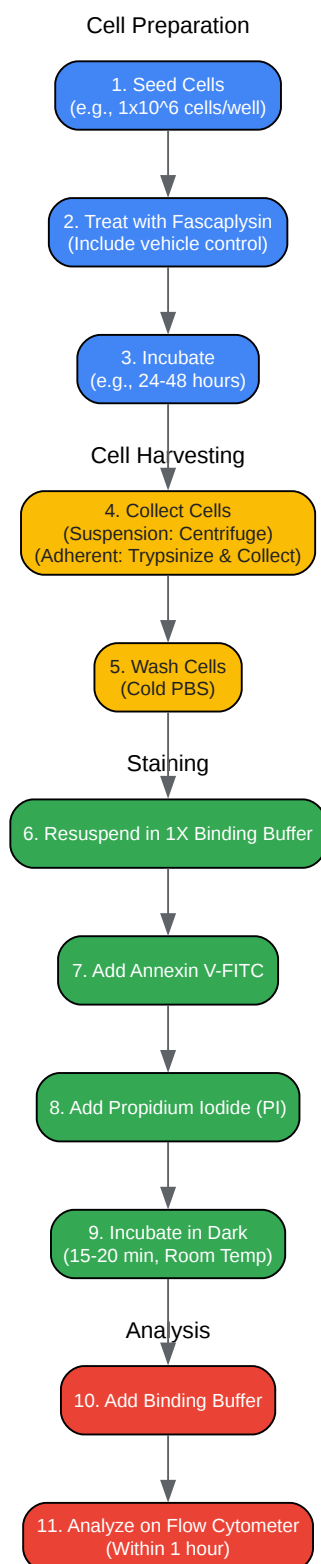 Cell Preparation
1. Seed Cells
(e.g., 1x10^6 cells/well)
2. Treat with Fascaplysin
(Include vehicle control)
3. Incubate
(e.g., 24-48 hours)
Cell Harvesting
4. Collect Cells
(Suspension: Centrifuge)
(Adherent: Trypsinize & Collect)
5. Wash Cells
(Cold PBS)
Staining
6. Resuspend in 1X Binding Buffer
7. Add Annexin V-FITC
8. Add Propidium Iodide (PI)
9. Incubate in Dark
(15-20 min, Room Temp)
Analysis
10. Add Binding Buffer
11. Analyze on Flow Cytometer
(Within 1 hour)